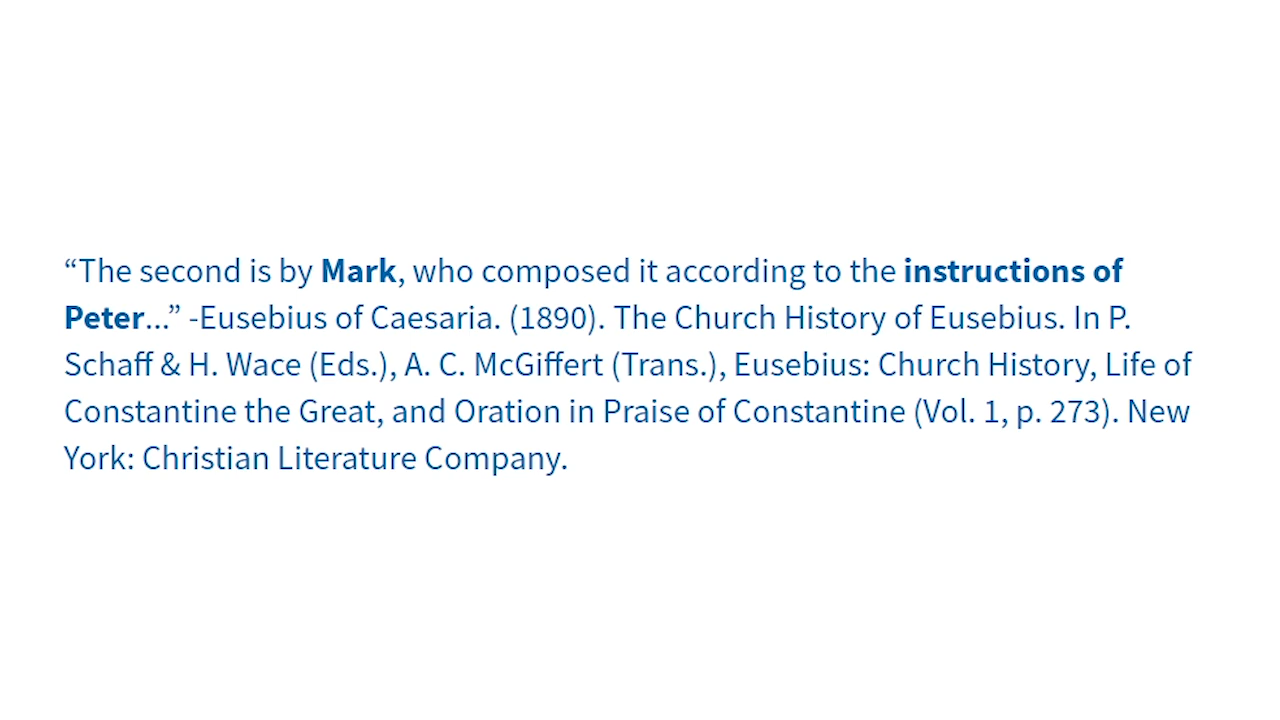 “The second is by Mark, who composed it according to the instructions of
Peter...” -Eusebius of Caesaria. (1890). The Church History of Eusebius. In P.
Schaff & H. Wace (Eds.), A. C. McGiffert (Trans.), Eusebius: Church History, Life of
Constantine the Great, and Oration in Praise of Constantine (Vol. 1, p. 273). New
York: Christian Literature Company.